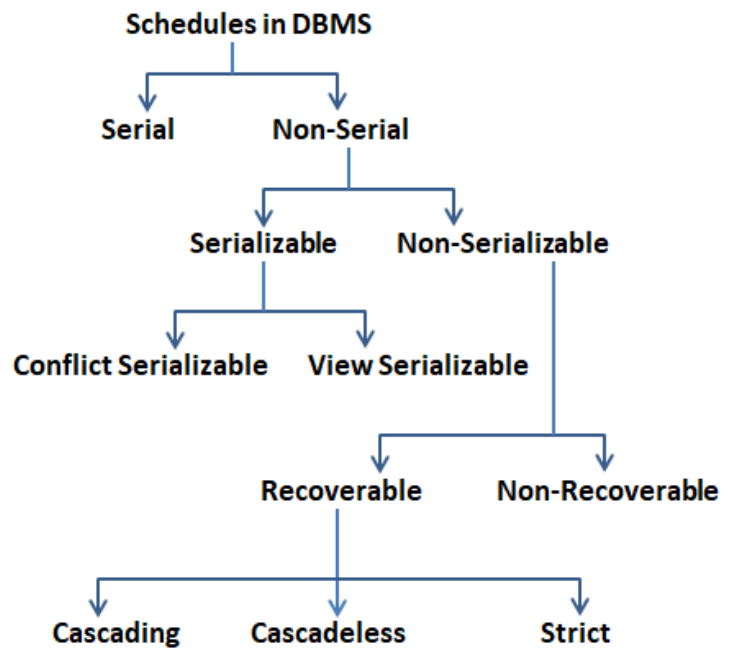 Schedules in DBMS
Serial
Non-Serial
Serializable
Non-Serializable
Conflict Serializable
View Serializable
Recoverable
Non-Recoverable
Cascading
Cascadeless
Strict